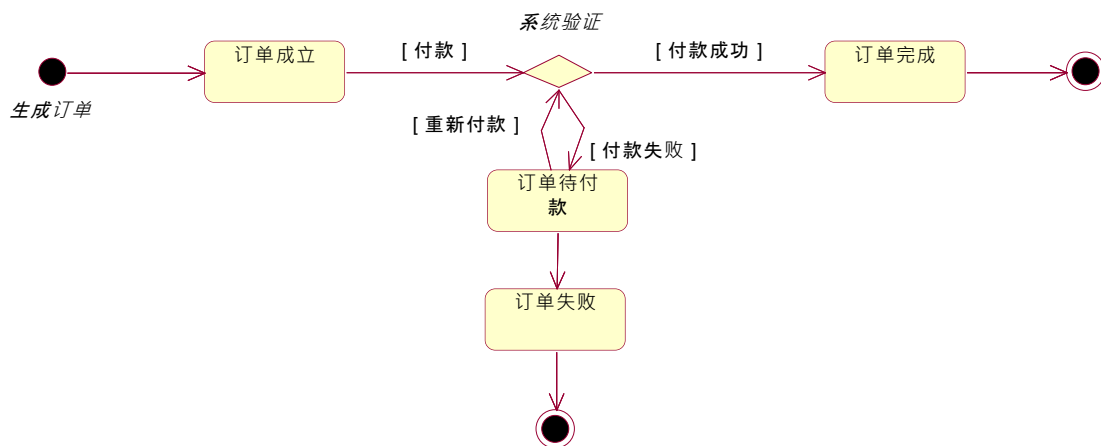 系统验证
订单成立
[ 付款 ]
[ 付款成功 ]
订单完成
生成订单
[ 重新付款 ]
[ 付款失败 ]
订单待付
款
订单失败